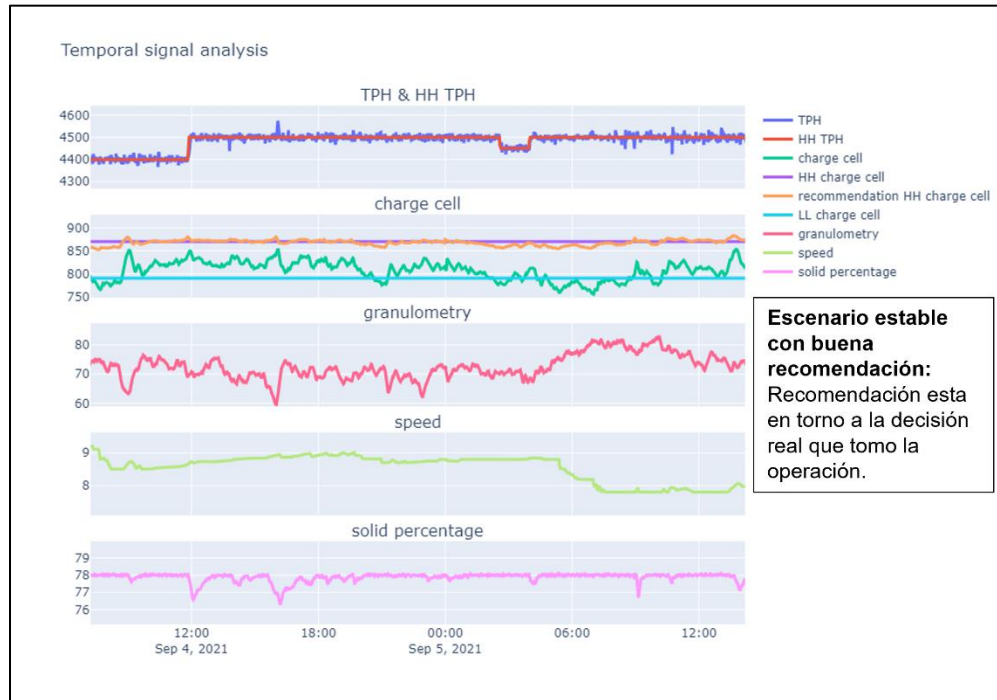 Temporal signal analysis
TPH & HH TPH
4600
4500
4400
4300
TPH
HH TPH
charge cell
HH charge cell
recommendation HH charge cell
LL charge cell
granulometry
speed
solid percentage
charge cell
900
850
800
750
granulometry
80
70
60
Escenario estable
con buena
recomendación:
Recomendación esta
en torno a la decisión
real que tomo la
operación.
speed
9
8
solid percentage
79
78
77
76
12:00
Sep 4, 2021
18:00
00:00
Sep 5, 2021
06:00
12:00